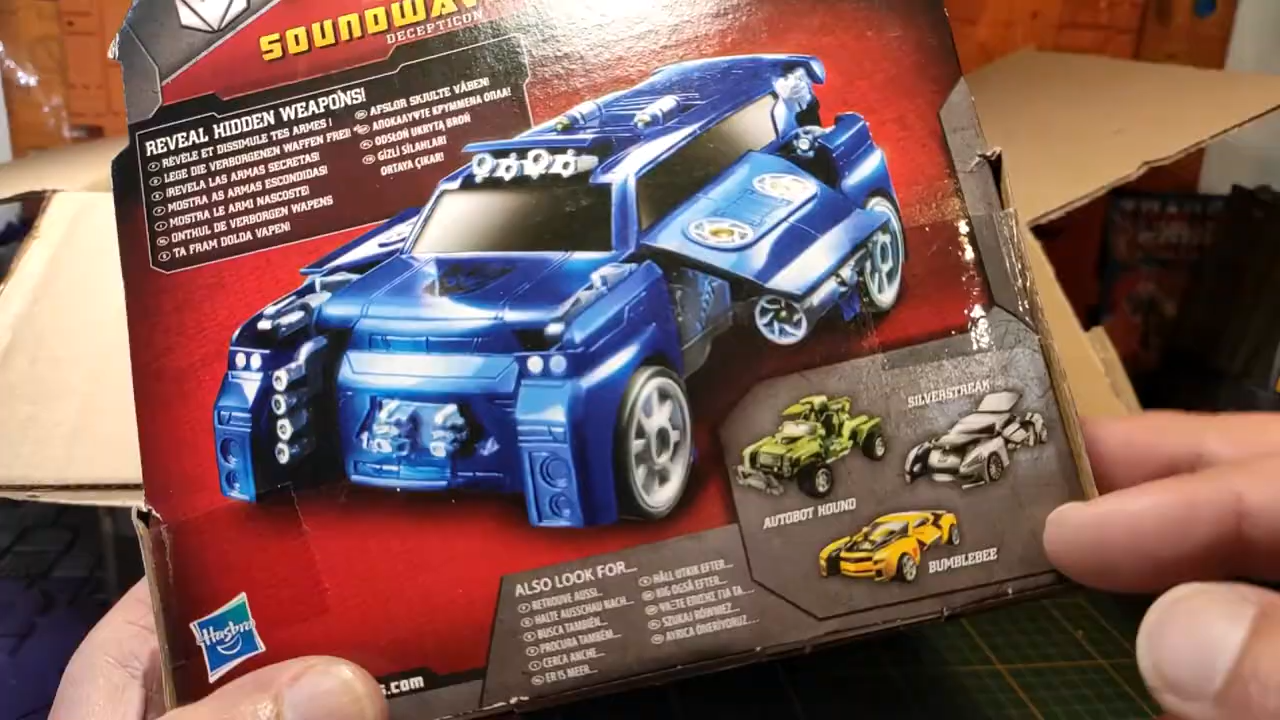 SOUNDWAV
DECEPTICON
REVEAL HIDDEN WEAPONS!
RÉVÈLE ET DISSIMULE TES ARMES !
LEGE DIE VERBORGENEN WAFFEN FREI!
¡REVELA LAS ARMAS SECRETAS!
MOSTRA AS ARMAS ESCONDIDAS!
MOSTRA LE ARMI NASCOSTE!
ONTHUL DE VERBORGEN WAPENS
TA FRAM DOLDA VAPEN!
AFSLØR SKJULTE VÅBEN!
ΑΠΟΚΑΛΥΨΤΕ ΚΡΥΜΜΕΝΑ ΟΠΛΑ!
ODSŁOŃ UKRYTĄ BROŃ
GİZLİ SİLAHLARI
ORTAYA ÇIKAR!
SILVERSTREAK
AUTOBOT HOUND
BUMBLEBEE
ALSO LOOK FOR...
RETROUVE AUSSI...
HALTE AUSSCHAU NACH...
BUSCA TAMBIÉN...
PROCURA TAMBÉM...
CERCA ANCHE...
ER IS MEER...
HÅLL UTKIK EFTER...
KIG OGSÅ EFTER...
ΨΑΞΤΕ ΕΠΙΣΗΣ ΓΙΑ ΤΑ...
SZUKAJ RÓWNIEŻ...
AYRICA ÖNERİYORUZ...
Hasbro
s.com